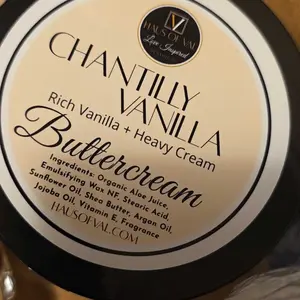 HAUS OF VAL
Luxe Inspired
CHANTILLY
VANILLA
Rich Vanilla + Heavy Cream
Buttercream
Ingredients: Organic Aloe Juice,
Emulsifying Wax NF, Stearic Acid,
Sunflower Oil, Shea Butter, Argan Oil,
Jojoba Oil, Vitamin E, Fragrance
HAUSOFVAL.COM